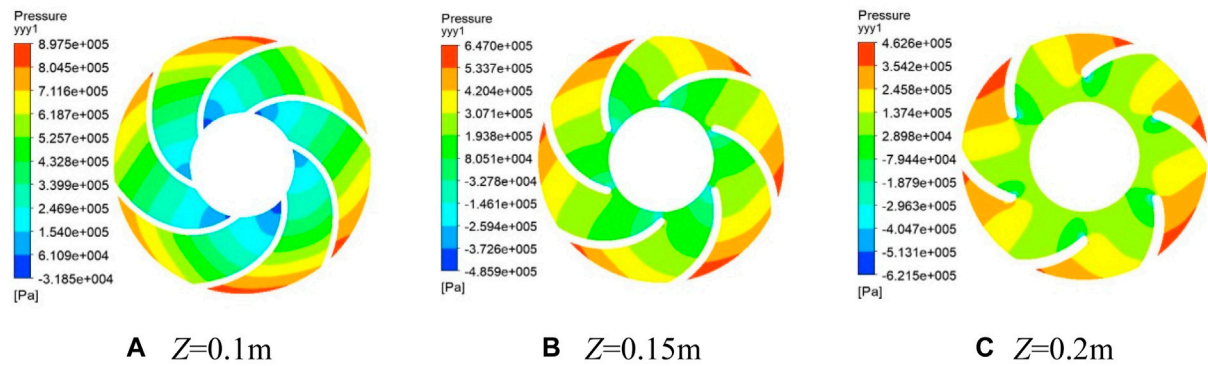 Pressure
yyy1
8.975e+005
8.045e+005
7.116e+005
6.187e+005
5.257e+005
4.328e+005
3.399e+005
2.469e+005
1.540e+005
6.109e+004
-3.185e+004
[Pa]
A Z=0.1m
Pressure
yyy1
6.470e+005
5.337e+005
4.204e+005
3.071e+005
1.938e+005
8.051e+004
-3.278e+004
-1.461e+005
-2.594e+005
-3.726e+005
-4.859e+005
[Pa]
B Z=0.15m
Pressure
yyy1
4.626e+005
3.542e+005
2.458e+005
1.374e+005
2.898e+004
-7.944e+004
-1.879e+005
-2.963e+005
-4.047e+005
-5.131e+005
-6.215e+005
[Pa]
C Z=0.2m